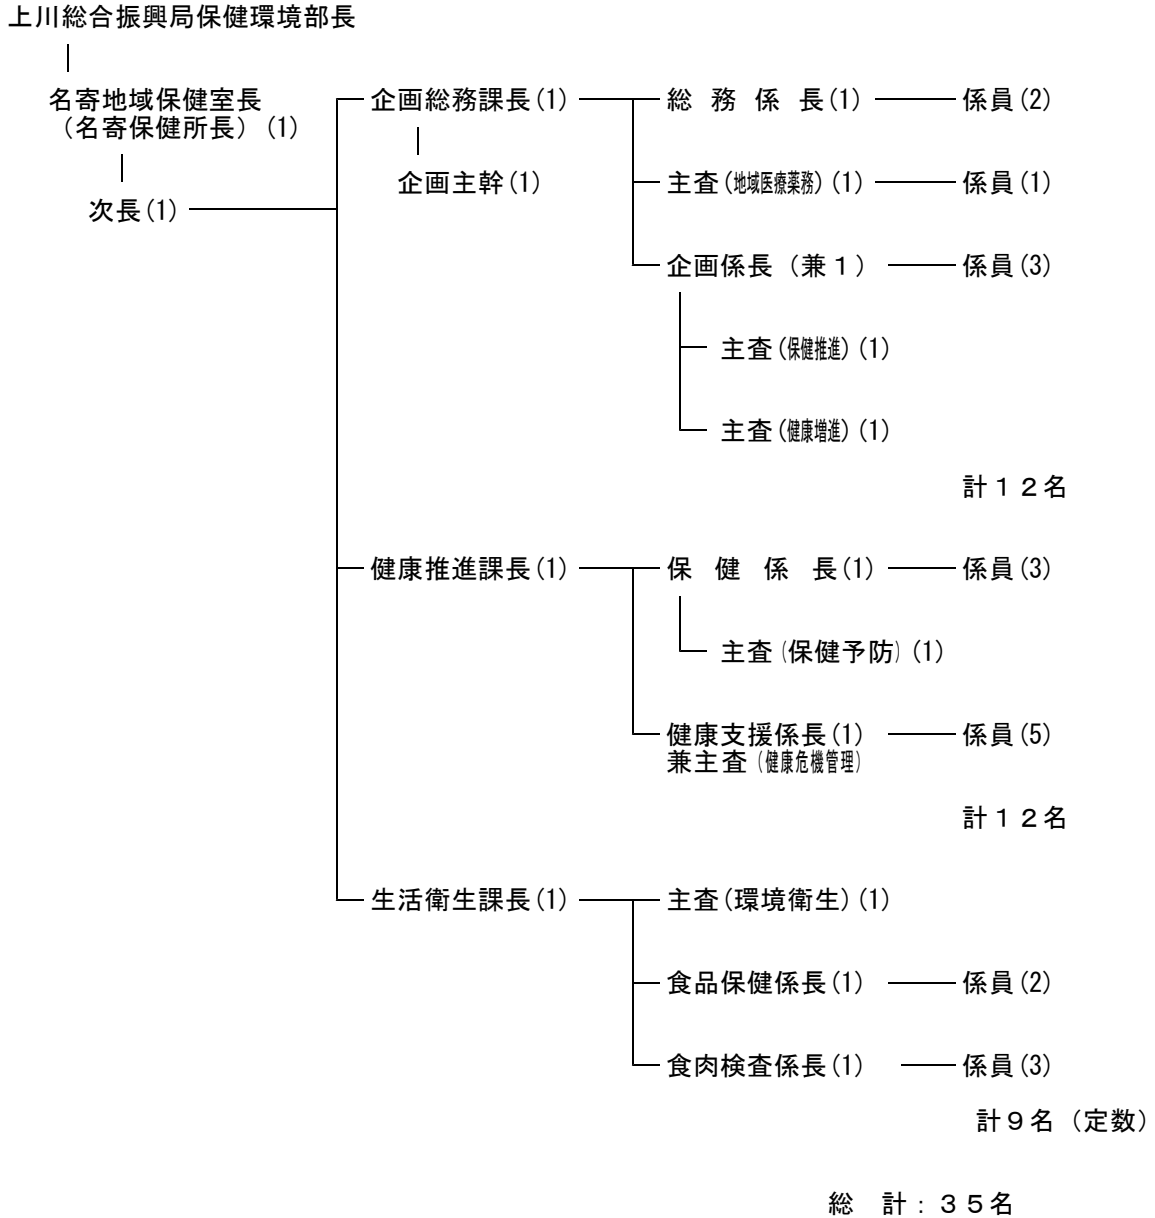 上川総合振興局保健環境部長
名寄地域保健室長
（名寄保健所長）(1)
次長(1)
企画総務課長(1)
企画主幹(1)
総務係長(1)
係員(2)
主査(地域医療薬務)(1)
係員(1)
企画係長（兼１）
係員(3)
主査(保健推進)(1)
主査(健康増進)(1)
計１２名
健康推進課長(1)
保健係長(1)
係員(3)
主査(保健予防)(1)
健康支援係長(1)
兼主査(健康危機管理)
係員(5)
計１２名
生活衛生課長(1)
主査(環境衛生)(1)
食品保健係長(1)
係員(2)
食肉検査係長(1)
係員(3)
計９名（定数）
総　計：３５名